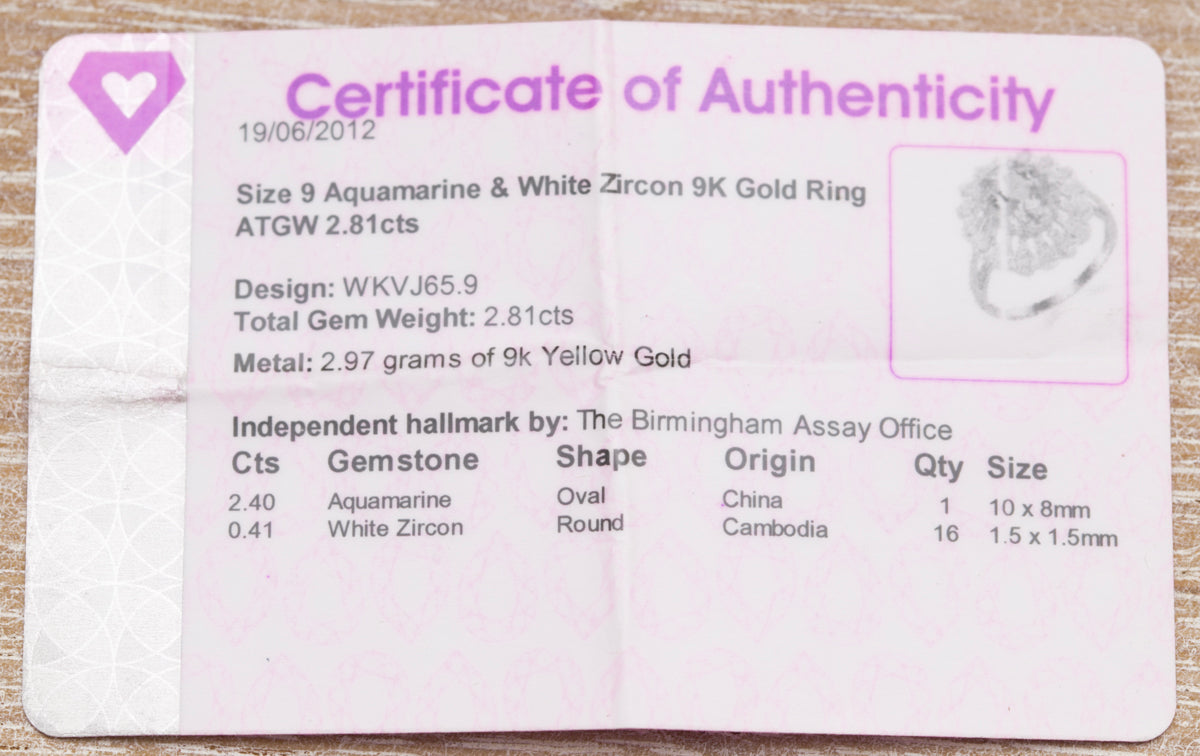 Certificate of Authenticity
19/06/2012
Size 9 Aquamarine & White Zircon 9K Gold Ring
ATGW 2.81cts
Design: WKVJ65.9
Total Gem Weight: 2.81cts
Metal: 2.97 grams of 9k Yellow Gold
Independent hallmark by: The Birmingham Assay Office
Cts Gemstone Shape Origin Qty Size
2.40 Aquamarine Oval China 1 10 x 8mm
0.41 White Zircon Round Cambodia 16 1.5 x 1.5mm